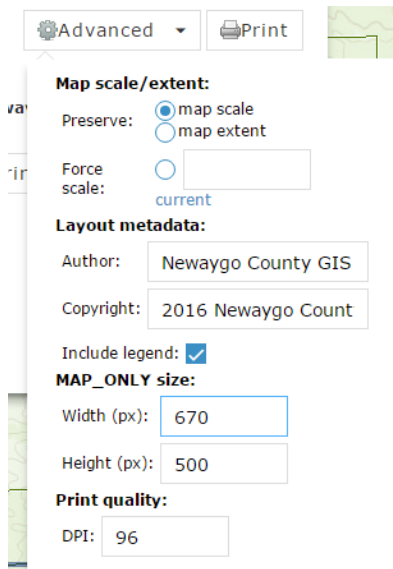 Advanced Print
Map scale/extent:
Preserve: map scale
map extent
Force scale:
current
Layout metadata:
Author: Newaygo County GIS
Copyright: 2016 Newaygo Count
Include legend:
MAP_ONLY size:
Width (px): 670
Height (px): 500
Print quality:
DPI: 96